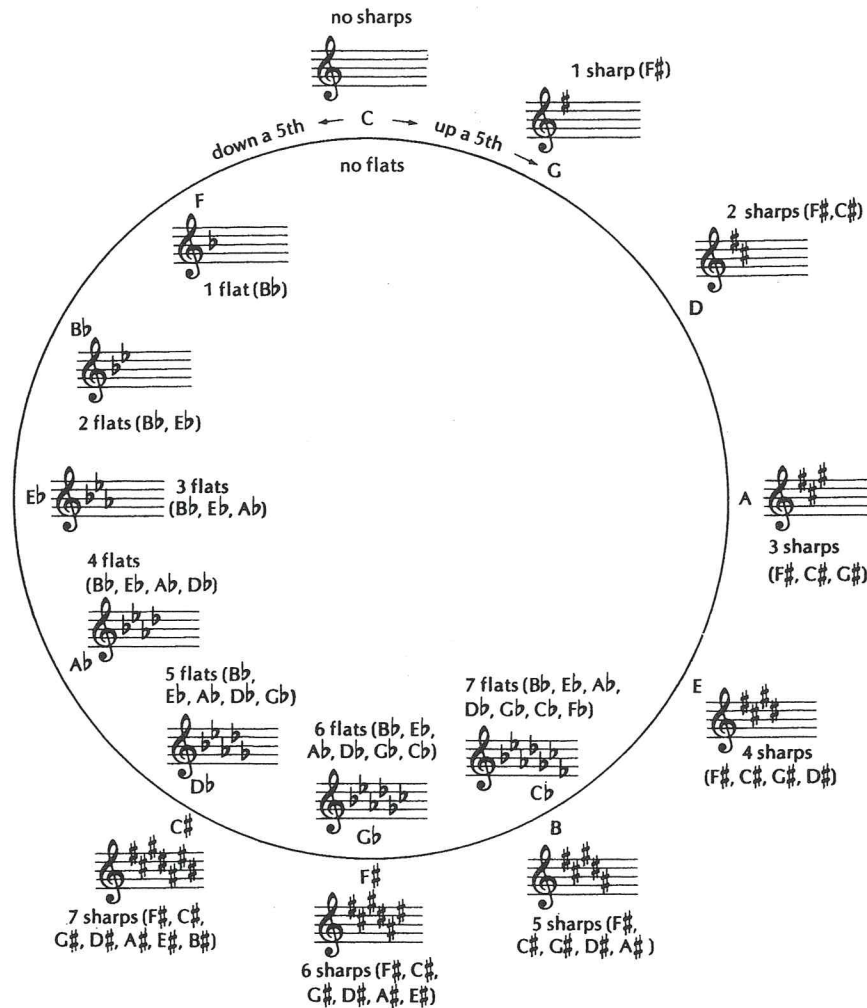 no sharps
1 sharp (F♯)
down a 5th ← C → up a 5th →
G
no flats
F
1 flat (B♭)
2 sharps (F♯,C♯)
D
B♭
2 flats (B♭, E♭)
E♭
3 flats
(B♭, E♭, A♭)
A
3 sharps
(F♯, C♯, G♯)
4 flats
(B♭, E♭, A♭, D♭)
A♭
5 flats (B♭,
E♭, A♭, D♭, G♭)
D♭
6 flats (B♭, E♭,
A♭, D♭, G♭, C♭)
G♭
7 flats (B♭, E♭, A♭,
D♭, G♭, C♭, F♭)
C♭
E
4 sharps
(F♯, C♯, G♯, D♯)
C♯
7 sharps (F♯, C♯,
G♯, D♯, A♯, E♯, B♯)
F♯
6 sharps (F♯, C♯,
G♯, D♯, A♯, E♯)
B
5 sharps (F♯,
C♯, G♯, D♯, A♯ )